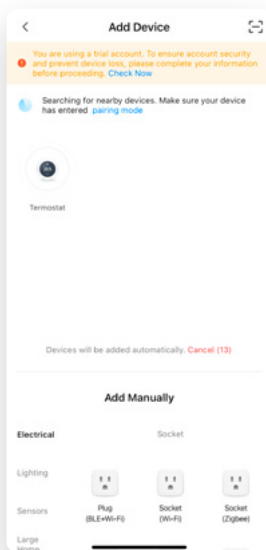 Add Device
You are using a trial account. To ensure account security
and prevent device loss, please complete your information
before proceeding. Check Now
Searching for nearby devices. Make sure your device
has entered pairing mode
Termostat
Devices will be added automatically. Cancel (13)
Add Manually
Electrical
Socket
Lighting
Plug
(BLE+Wi-Fi)
Socket
(Wi-Fi)
Socket
(Zigbee)
Sensors
Large
Home